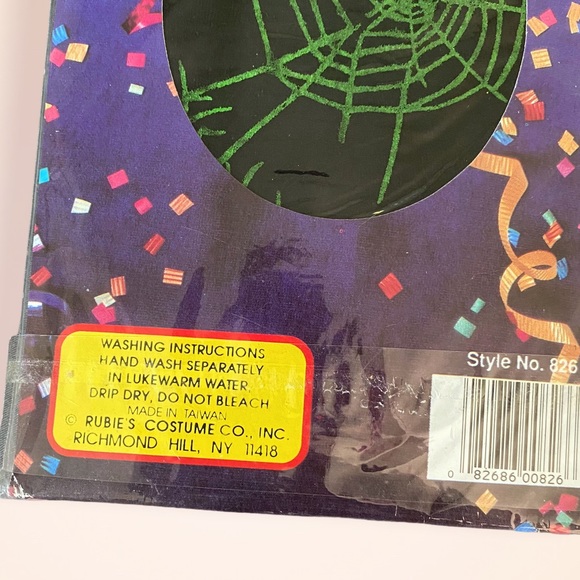 WASHING INSTRUCTIONS
HAND WASH SEPARATELY
IN LUKEWARM WATER,
DRIP DRY, DO NOT BLEACH
MADE IN TAIWAN
© RUBIE'S COSTUME CO., INC.
RICHMOND HILL, NY 11418
Style No. 826
0 82686 00826